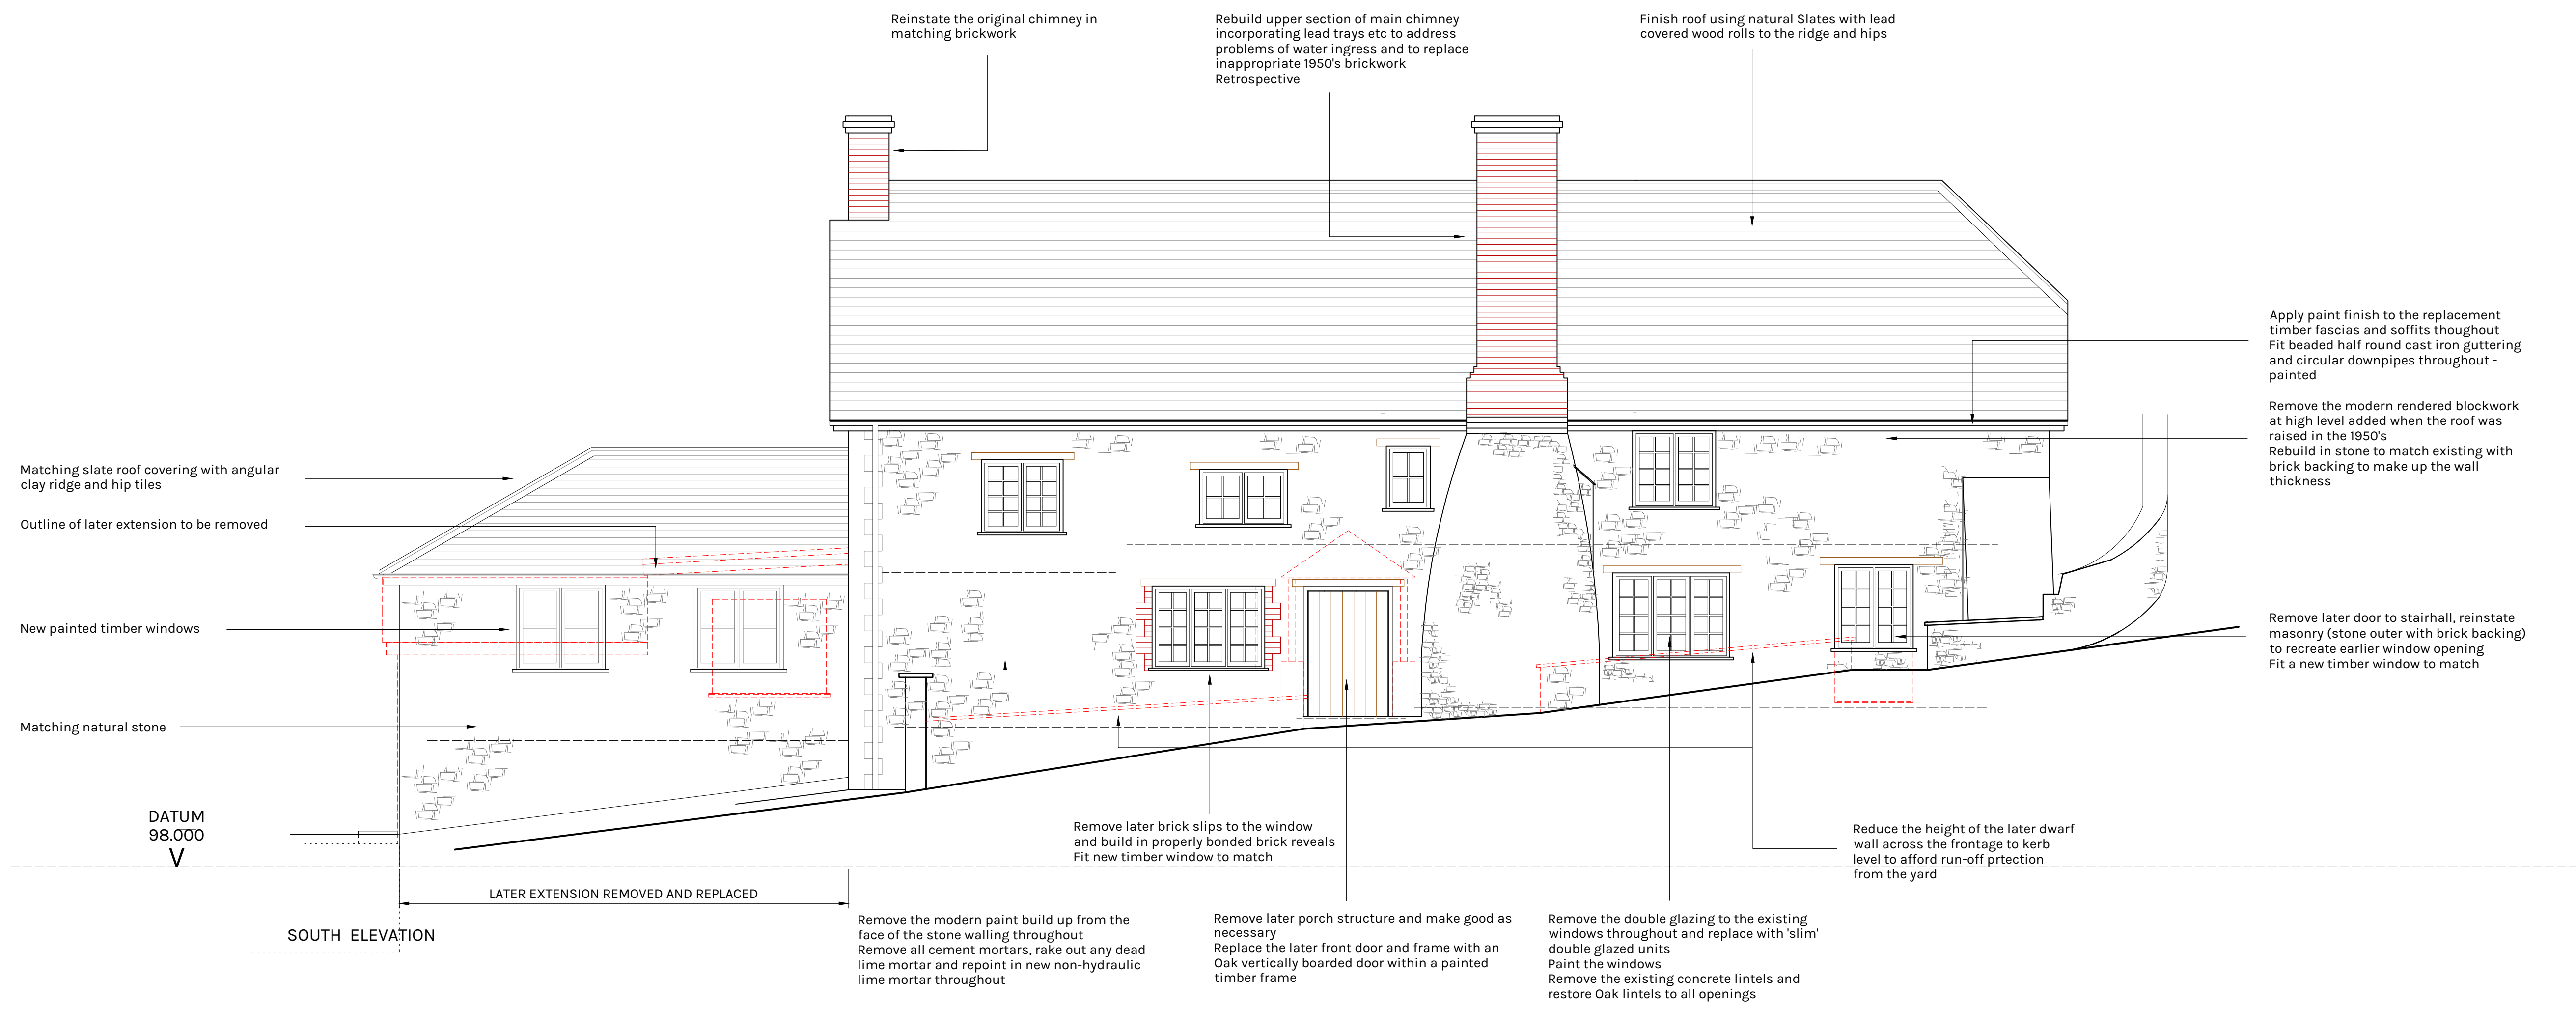 Reinstate the original chimney in
matching brickwork
Rebuild upper section of main chimney
incorporating lead trays etc to address
problems of water ingress and to replace
inappropriate 1950's brickwork
Retrospective
Finish roof using natural Slates with lead
covered wood rolls to the ridge and hips
Apply paint finish to the replacement
timber fascias and soffits thoughout
Fit beaded half round cast iron guttering
and circular downpipes throughout -
painted
Remove the modern rendered blockwork
at high level added when the roof was
raised in the 1950's
Rebuild in stone to match existing with
brick backing to make up the wall
thickness
Matching slate roof covering with angular
clay ridge and hip tiles
Outline of later extension to be removed
New painted timber windows
Matching natural stone
Remove later door to stairhall, reinstate
masonry (stone outer with brick backing)
to recreate earlier window opening
Fit a new timber window to match
DATUM
98.000
V
Remove later brick slips to the window
and build in properly bonded brick reveals
Fit new timber window to match
Reduce the height of the later dwarf
wall across the frontage to kerb
level to afford run-off prtection
from the yard
LATER EXTENSION REMOVED AND REPLACED
SOUTH ELEVATION
Remove the modern paint build up from the
face of the stone walling throughout
Remove all cement mortars, rake out any dead
lime mortar and repoint in new non-hydraulic
lime mortar throughout
Remove later porch structure and make good as
necessary
Replace the later front door and frame with an
Oak vertically boarded door within a painted
timber frame
Remove the double glazing to the existing
windows throughout and replace with 'slim'
double glazed units
Paint the windows
Remove the existing concrete lintels and
restore Oak lintels to all openings